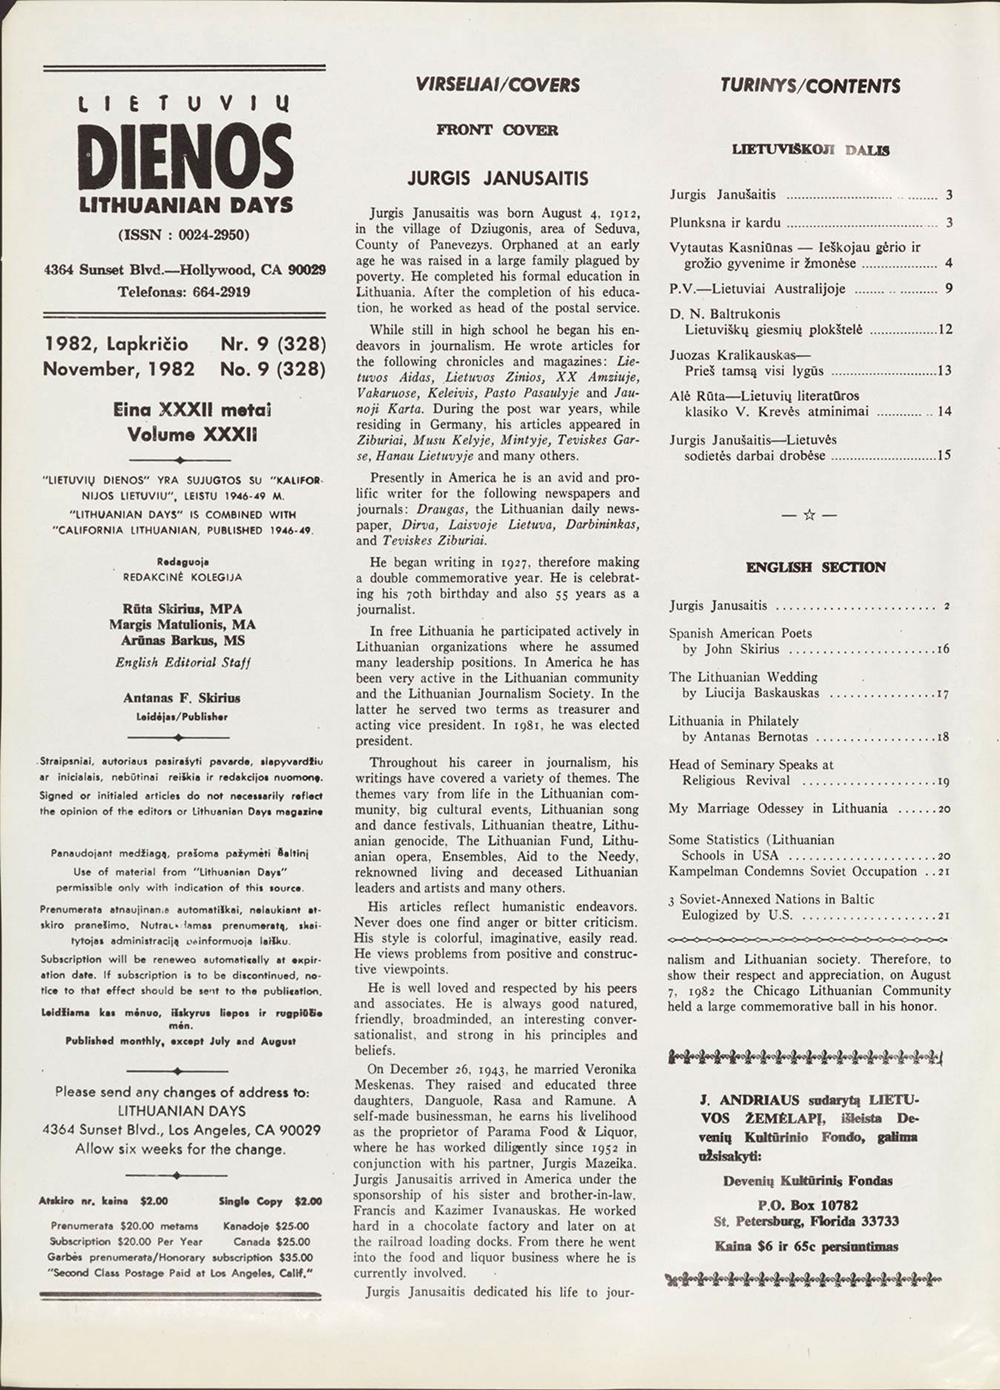 LIETUVIŲ
DIENOS
LITHUANIAN DAYS
(ISSN : 0024-2950)
4364 Sunset Blvd.—Hollywood, CA 90029
Telefonas: 664-2919
1982, Lapkričio Nr. 9 (328)
November, 1982 No. 9 (328)
Eina XXXII metai
Volume XXXII
"LIETUVIŲ DIENOS" YRA SUJUGTOS SU "KALIFOR-
NIJOS LIETUVIU", LEISTU 1946-49 M.
"LITHUANIAN DAYS" IS COMBINED WITH
"CALIFORNIA LITHUANIAN, PUBLISHED 1946-49.
Redaguoja
REDAKCINĖ KOLEGIJA
Rūta Skirius, MPA
Margis Matulionis, MA
Arūnas Barkus, MS
English Editorial Staff
Antanas F. Skirius
Leidėjas/Publisher
Straipsniai, autoriaus pasirašyti pavarde, slapyvardžiu
ar inicialais, nebūtinai reiškia ir redakcijos nuomonę.
Signed or initialed articles do not necessarily reflect
the opinion of the editors or Lithuanian Days magazine
Panaudojant medžiagą, prašoma pažymėti šaltinį
Use of material from "Lithuanian Days"
permissible only with indication of this source.
Prenumerata atnaujinama automatiškai, nelaukiant at-
skiro pranešimo. Nutraukiamas prenumeratą, skai-
tytojas administraciją painformuoja laišku.
Subscription will be renewed automatically at expir-
ation date. If subscription is to be discontinued, no-
tice to that effect should be sent to the publication.
Leidžiama kas mėnuo, išskyrus liepos ir rugpiūčio
mėn.
Published monthly, except July and August
Please send any changes of address to:
LITHUANIAN DAYS
4364 Sunset Blvd., Los Angeles, CA 90029
Allow six weeks for the change.
Atskiro nr. kaina $2.00 Single Copy $2.00
Prenumerata $20.00 metams Kanadoje $25.00
Subscription $20.00 Per Year Canada $25.00
Garbės prenumerata/Honorary subscription $35.00
"Second Class Postage Paid at Los Angeles, Calif."
VIRSELIAI/COVERS
FRONT COVER
JURGIS JANUSAITIS
Jurgis Janusaitis was born August 4, 1912,
in the village of Dziugonis, area of Seduva,
County of Panevezys. Orphaned at an early
age he was raised in a large family plagued by
poverty. He completed his formal education in
Lithuania. After the completion of his educa-
tion, he worked as head of the postal service.
While still in high school he began his en-
deavors in journalism. He wrote articles for
the following chronicles and magazines: Lie-
tuvos Aidas, Lietuvos Zinios, XX Amziuje,
Vakaruose, Keleivis, Pasto Pasaulyje and Jau-
noji Karta. During the post war years, while
residing in Germany, his articles appeared in
Ziburiai, Musu Kelyje, Mintyje, Teviskes Gar-
se, Hanau Lietuvyje and many others.
Presently in America he is an avid and pro-
lific writer for the following newspapers and
journals: Draugas, the Lithuanian daily news-
paper, Dirva, Laisvoje Lietuva, Darbininkas,
and Teviskes Ziburiai.
He began writing in 1927, therefore making
a double commemorative year. He is celebrat-
ing his 70th birthday and also 55 years as a
journalist.
In free Lithuania he participated actively in
Lithuanian organizations where he assumed
many leadership positions. In America he has
been very active in the Lithuanian community
and the Lithuanian Journalism Society. In the
latter he served two terms as treasurer and
acting vice president. In 1981, he was elected
president.
Throughout his career in journalism, his
writings have covered a variety of themes. The
themes vary from life in the Lithuanian com-
munity, big cultural events, Lithuanian song
and dance festivals, Lithuanian theatre, Lithu-
anian genocide, The Lithuanian Fund, Lithu-
anian opera, Ensembles, Aid to the Needy,
reknowned living and deceased Lithuanian
leaders and artists and many others.
His articles reflect humanistic endeavors.
Never does one find anger or bitter criticism.
His style is colorful, imaginative, easily read.
He views problems from positive and construc-
tive viewpoints.
He is well loved and respected by his peers
and associates. He is always good natured,
friendly, broadminded, an interesting conver-
sationalist, and strong in his principles and
beliefs.
On December 26, 1943, he married Veronika
Meskenas. They raised and educated three
daughters, Danguole, Rasa and Ramune. A
self-made businessman, he earns his livelihood
as the proprietor of Parama Food & Liquor,
where he has worked diligently since 1952 in
conjunction with his partner, Jurgis Mazeika.
Jurgis Janusaitis arrived in America under the
sponsorship of his sister and brother-in-law,
Francis and Kazimer Ivanauskas. He worked
hard in a chocolate factory and later on at
the railroad loading docks. From there he went
into the food and liquor business where he is
currently involved.
Jurgis Janusaitis dedicated his life to jour-
TURINYS/CONTENTS
LIETUVIŠKOJI DALIS
Jurgis Janušaitis ........ 3
Plunksna ir kardu ........ 3
Vytautas Kasniūnas — Ieškojau gėrio ir
grožio gyvenime ir žmonėse ........ 4
P.V.—Lietuviai Australijoje ........ 9
D. N. Baltrukonis
Lietuviškų giesmių plokštelė ........ 12
Juozas Kralikauskas—
Prieš tamsą visi lygūs ........ 13
Alė Rūta—Lietuvių literatūros
klasiko V. Krevės atminimai ........ 14
Jurgis Janušaitis—Lietuvės
sodietės darbai drobėse ........ 15
— ☆ —
ENGLISH SECTION
Jurgis Janusaitis ........ 2
Spanish American Poets
by John Skirius ........ 16
The Lithuanian Wedding
by Liucija Baskauskas ........ 17
Lithuania in Philately
by Antanas Bernotas ........ 18
Head of Seminary Speaks at
Religious Revival ........ 19
My Marriage Odessey in Lithuania ...... 20
Some Statistics (Lithuanian
Schools in USA ........ 20
Kampelman Condemns Soviet Occupation .. 21
3 Soviet-Annexed Nations in Baltic
Eulogized by U.S. ........ 21
nalism and Lithuanian society. Therefore, to
show their respect and appreciation, on August
7, 1982 the Chicago Lithuanian Community
held a large commemorative ball in his honor.
J. ANDRIAUS sudarytą LIETU-
VOS ŽEMĖLAPĮ, išleista De-
venių Kultūrinio Fondo, galima
užsisakyti:
Devenių Kultūrinis Fondas
P.O. Box 10782
St. Petersburg, Florida 33733
Kaina $6 ir 65c persiuntimas